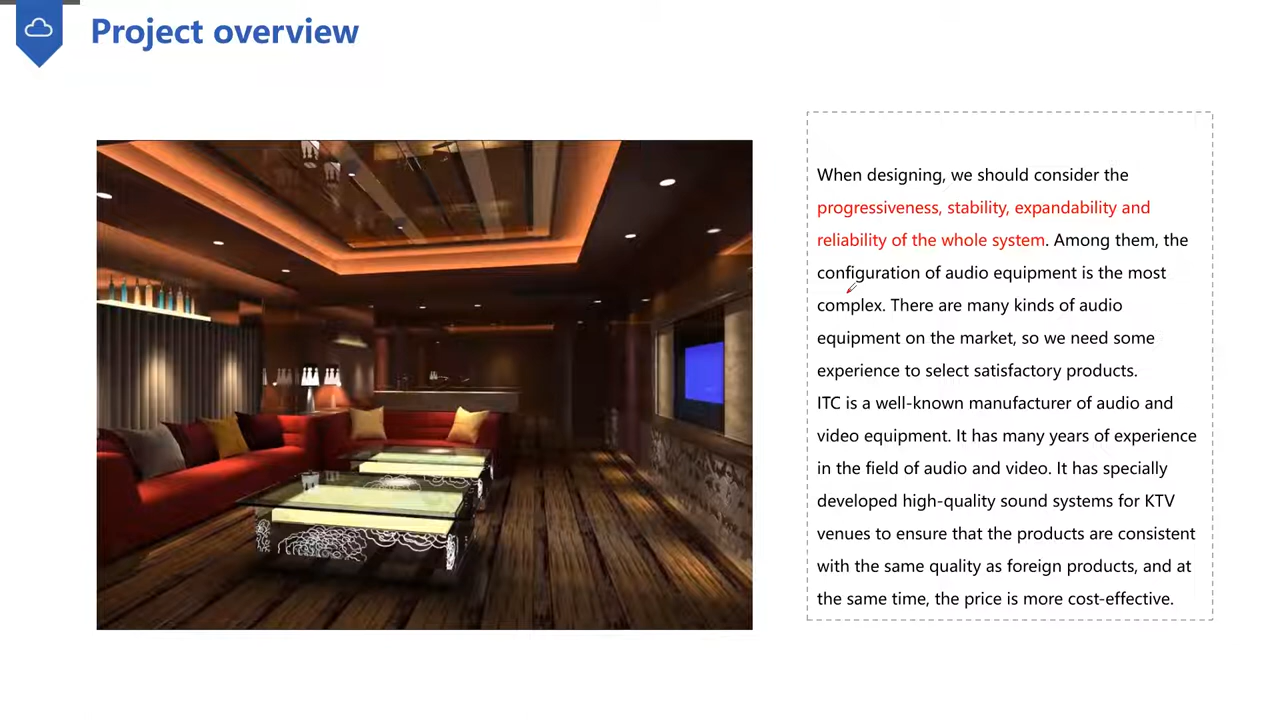 Project overview
When designing, we should consider the
progressiveness, stability, expandability and
reliability of the whole system. Among them, the
configuration of audio equipment is the most
complex. There are many kinds of audio
equipment on the market, so we need some
experience to select satisfactory products.
ITC is a well-known manufacturer of audio and
video equipment. It has many years of experience
in the field of audio and video. It has specially
developed high-quality sound systems for KTV
venues to ensure that the products are consistent
with the same quality as foreign products, and at
the same time, the price is more cost-effective.